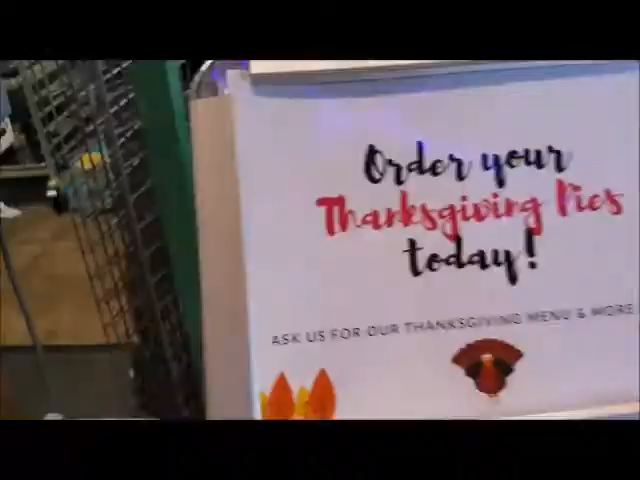 Order your
Thanksgiving Pies
today!
ASK US FOR OUR THANKSGIVING MENU & MORE